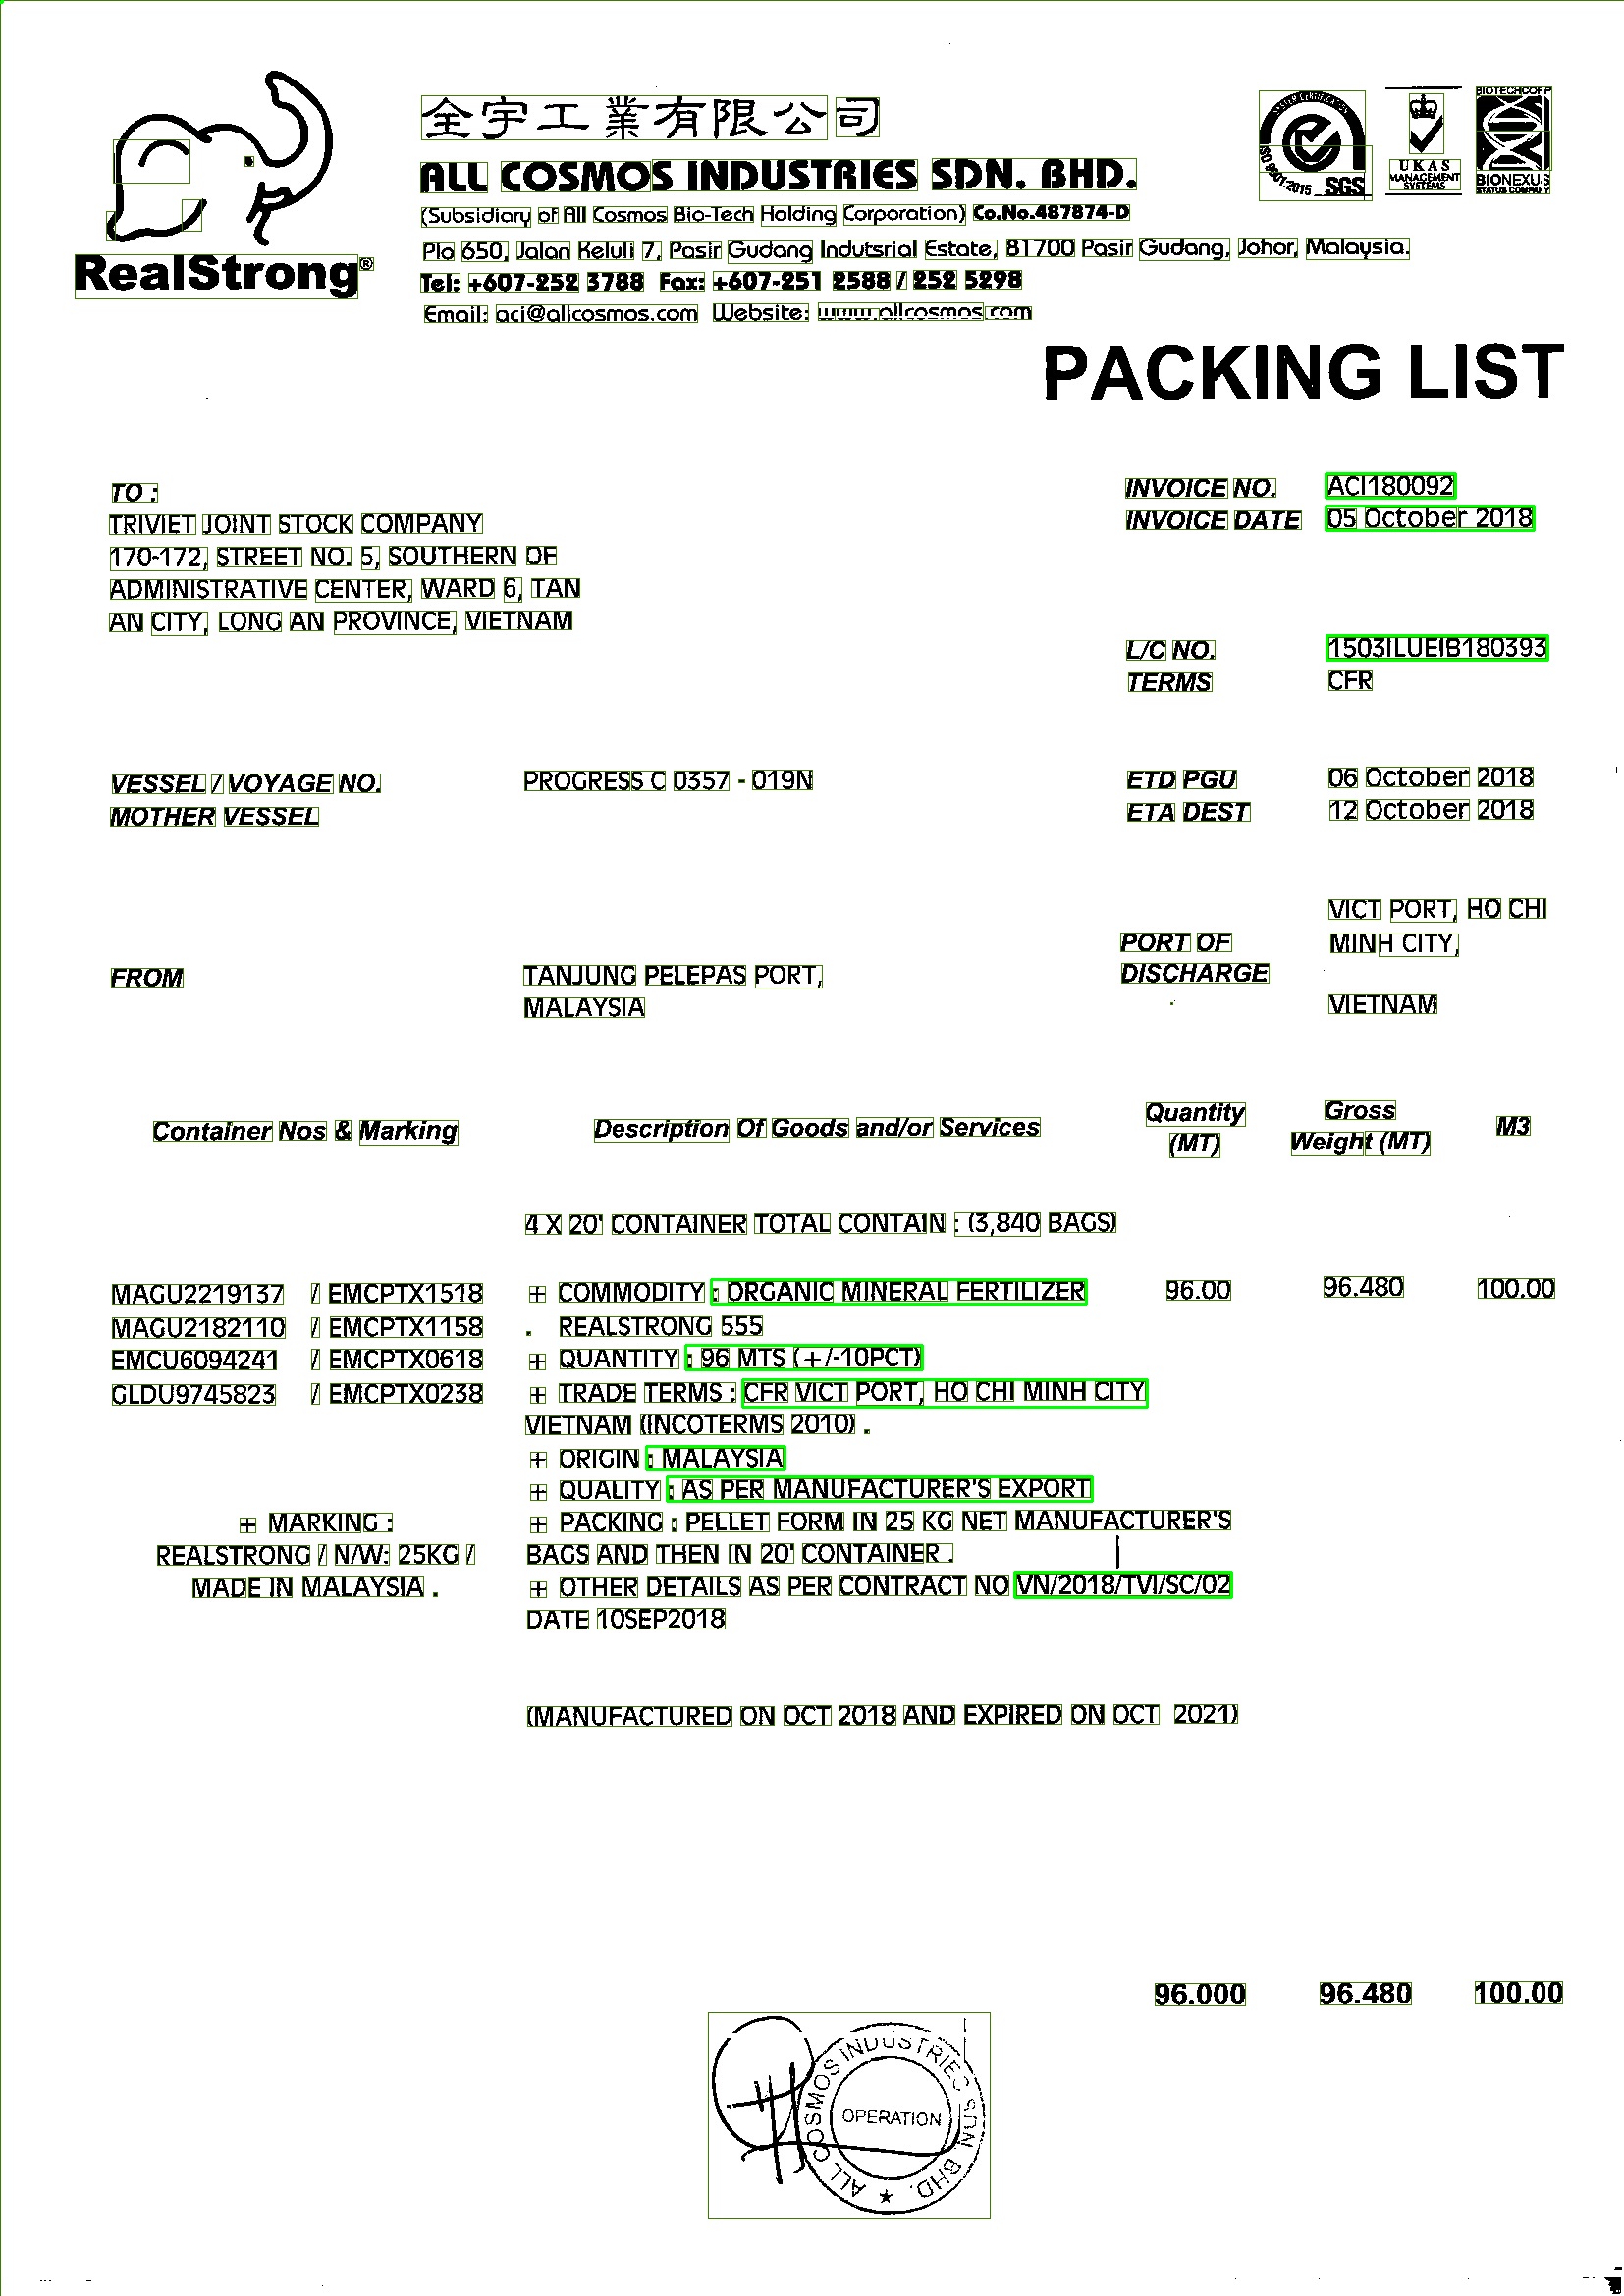 全宇工業有限公司
ALL COSMOS INDUSTRIES SDN. BHD.
(Subsidiary of All Cosmos Bio-Tech Holding Corporation) Co.No.487874-D
Plo 650, Jalan Keluli 7, Pasir Gudang Indutsrial Estate, 81700 Pasir Gudang, Johor, Malaysia.
Tel: +607-252 3788 Fax: +607-251 2588 / 252 5298
Email: aci@allcosmos.com Website: www.allcosmos.com
RealStrong®
SYSTEM CERTIFICATION
ISO 9001:2015 SGS
UKAS
MANAGEMENT
SYSTEMS
BIOTECHCORP
BIONEXUS
STATUS COMPANY
PACKING LIST
TO :
TRIVIET JOINT STOCK COMPANY
170-172, STREET NO. 5, SOUTHERN OF
ADMINISTRATIVE CENTER, WARD 6, TAN
AN CITY, LONG AN PROVINCE, VIETNAM
INVOICE NO. ACI180092
INVOICE DATE 05 October 2018
L/C NO. 1503ILUEIB180393
TERMS CFR
VESSEL / VOYAGE NO. PROGRESS C 0357 - 019N
MOTHER VESSEL
ETD PGU 06 October 2018
ETA DEST 12 October 2018
FROM TANJUNG PELEPAS PORT,
MALAYSIA
PORT OF
DISCHARGE
VICT PORT, HO CHI
MINH CITY,
VIETNAM
Container Nos & Marking Description Of Goods and/or Services Quantity (MT) Gross Weight (MT) M3
4 X 20' CONTAINER TOTAL CONTAIN : (3,840 BAGS)
MAGU2219137 / EMCPTX1518 + COMMODITY : ORGANIC MINERAL FERTILIZER 96.00 96.480 100.00
MAGU2182110 / EMCPTX1158 . REALSTRONG 555
EMCU6094241 / EMCPTX0618 + QUANTITY : 96 MTS (+/-10PCT)
GLDU9745823 / EMCPTX0238 + TRADE TERMS : CFR VICT PORT, HO CHI MINH CITY
VIETNAM (INCOTERMS 2010) .
+ ORIGIN : MALAYSIA
+ QUALITY : AS PER MANUFACTURER'S EXPORT
+ MARKING : + PACKING : PELLET FORM IN 25 KG NET MANUFACTURER'S
REALSTRONG / N/W: 25KG / BAGS AND THEN IN 20' CONTAINER .
MADE IN MALAYSIA . + OTHER DETAILS AS PER CONTRACT NO VN/2018/TVI/SC/02
DATE 10SEP2018
(MANUFACTURED ON OCT 2018 AND EXPIRED ON OCT 2021)
96.000 96.480 100.00
ALL COSMOS INDUSTRIES SDN. BHD.
OPERATION